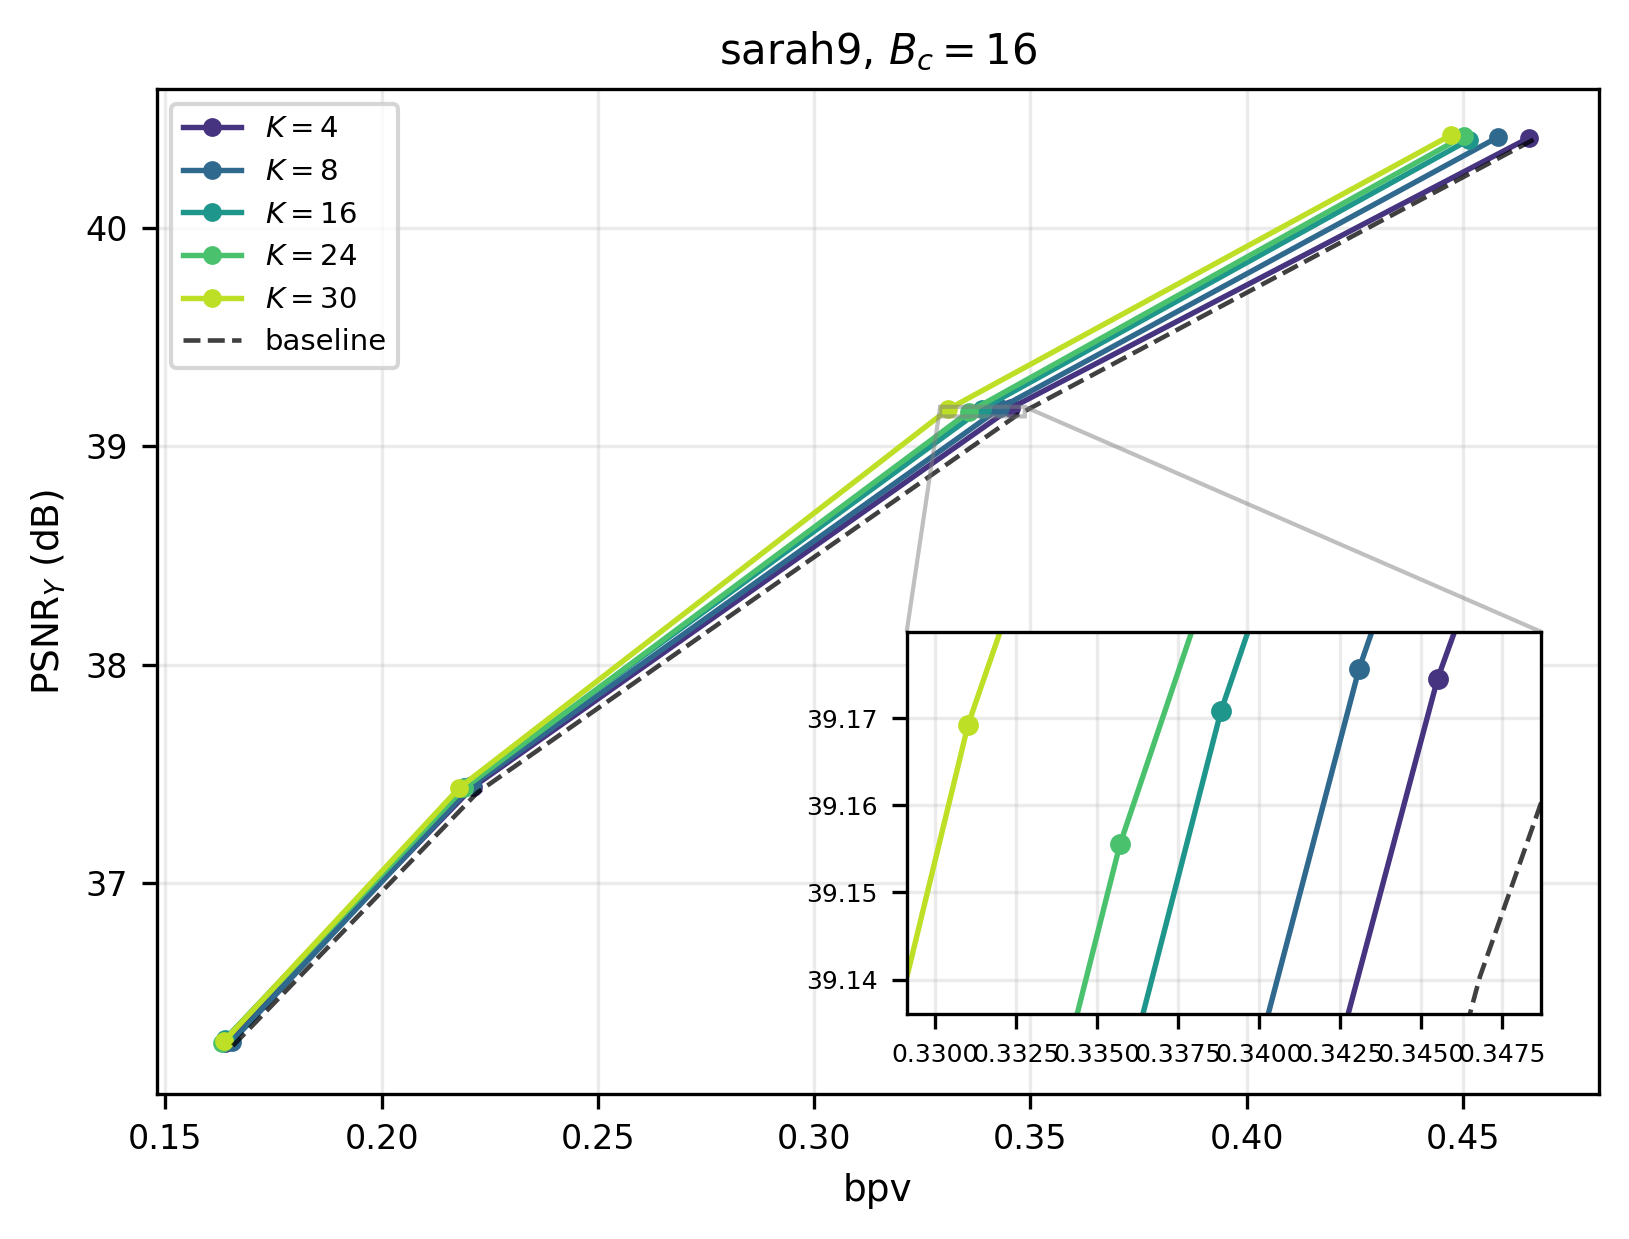 sarah9, B_c = 16
K = 4
K = 8
K = 16
K = 24
K = 30
baseline
PSNR_Y (dB)
40
39
38
37
39.17
39.16
39.15
39.14
0.3300 0.3325 0.3350 0.3375 0.3400 0.3425 0.3450 0.3475
0.15 0.20 0.25 0.30 0.35 0.40 0.45
bpv